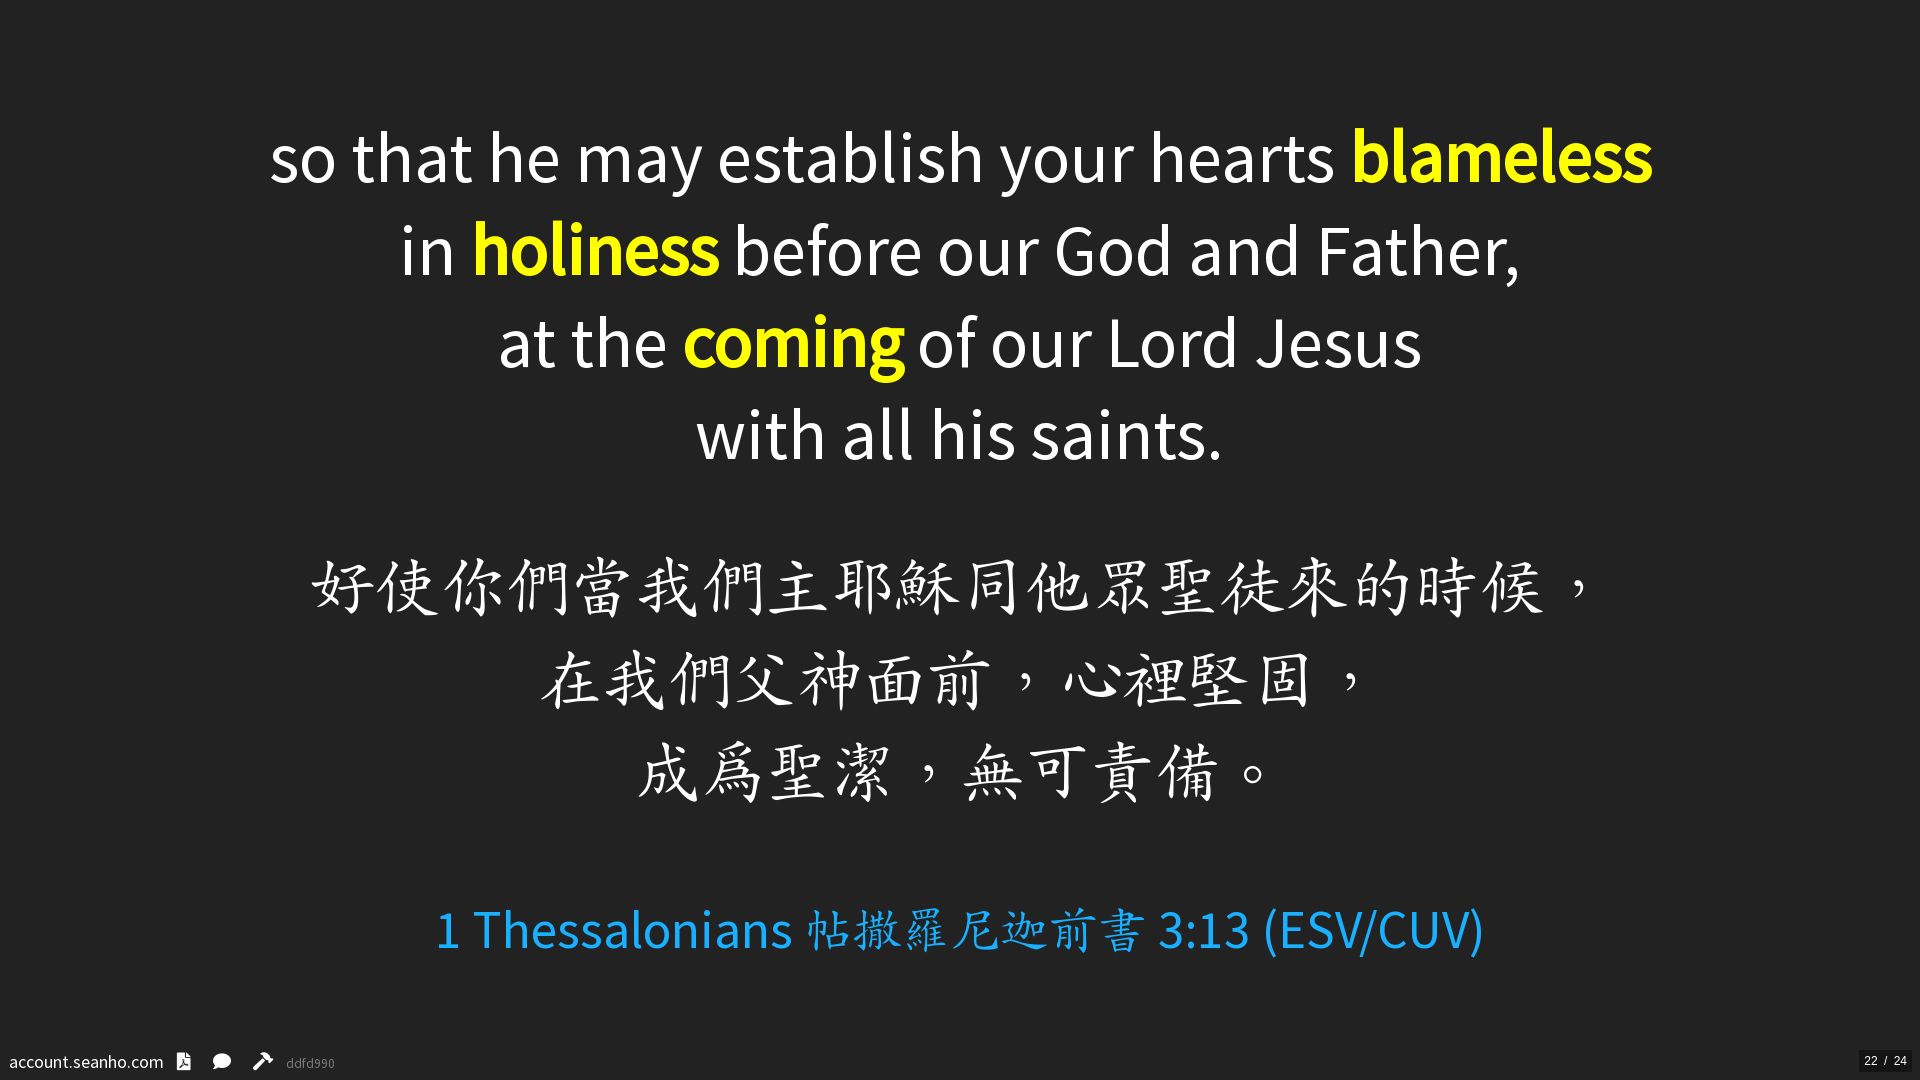 so that he may establish your hearts blameless
in holiness before our God and Father,
at the coming of our Lord Jesus
with all his saints.
好使你們當我們主耶穌同他眾聖徒來的時候，
在我們父神面前，心裡堅固，
成爲聖潔，無可責備。
1 Thessalonians 帖撒羅尼迦前書 3:13 (ESV/CUV)
account.seanho.com ddfd990
22 / 24